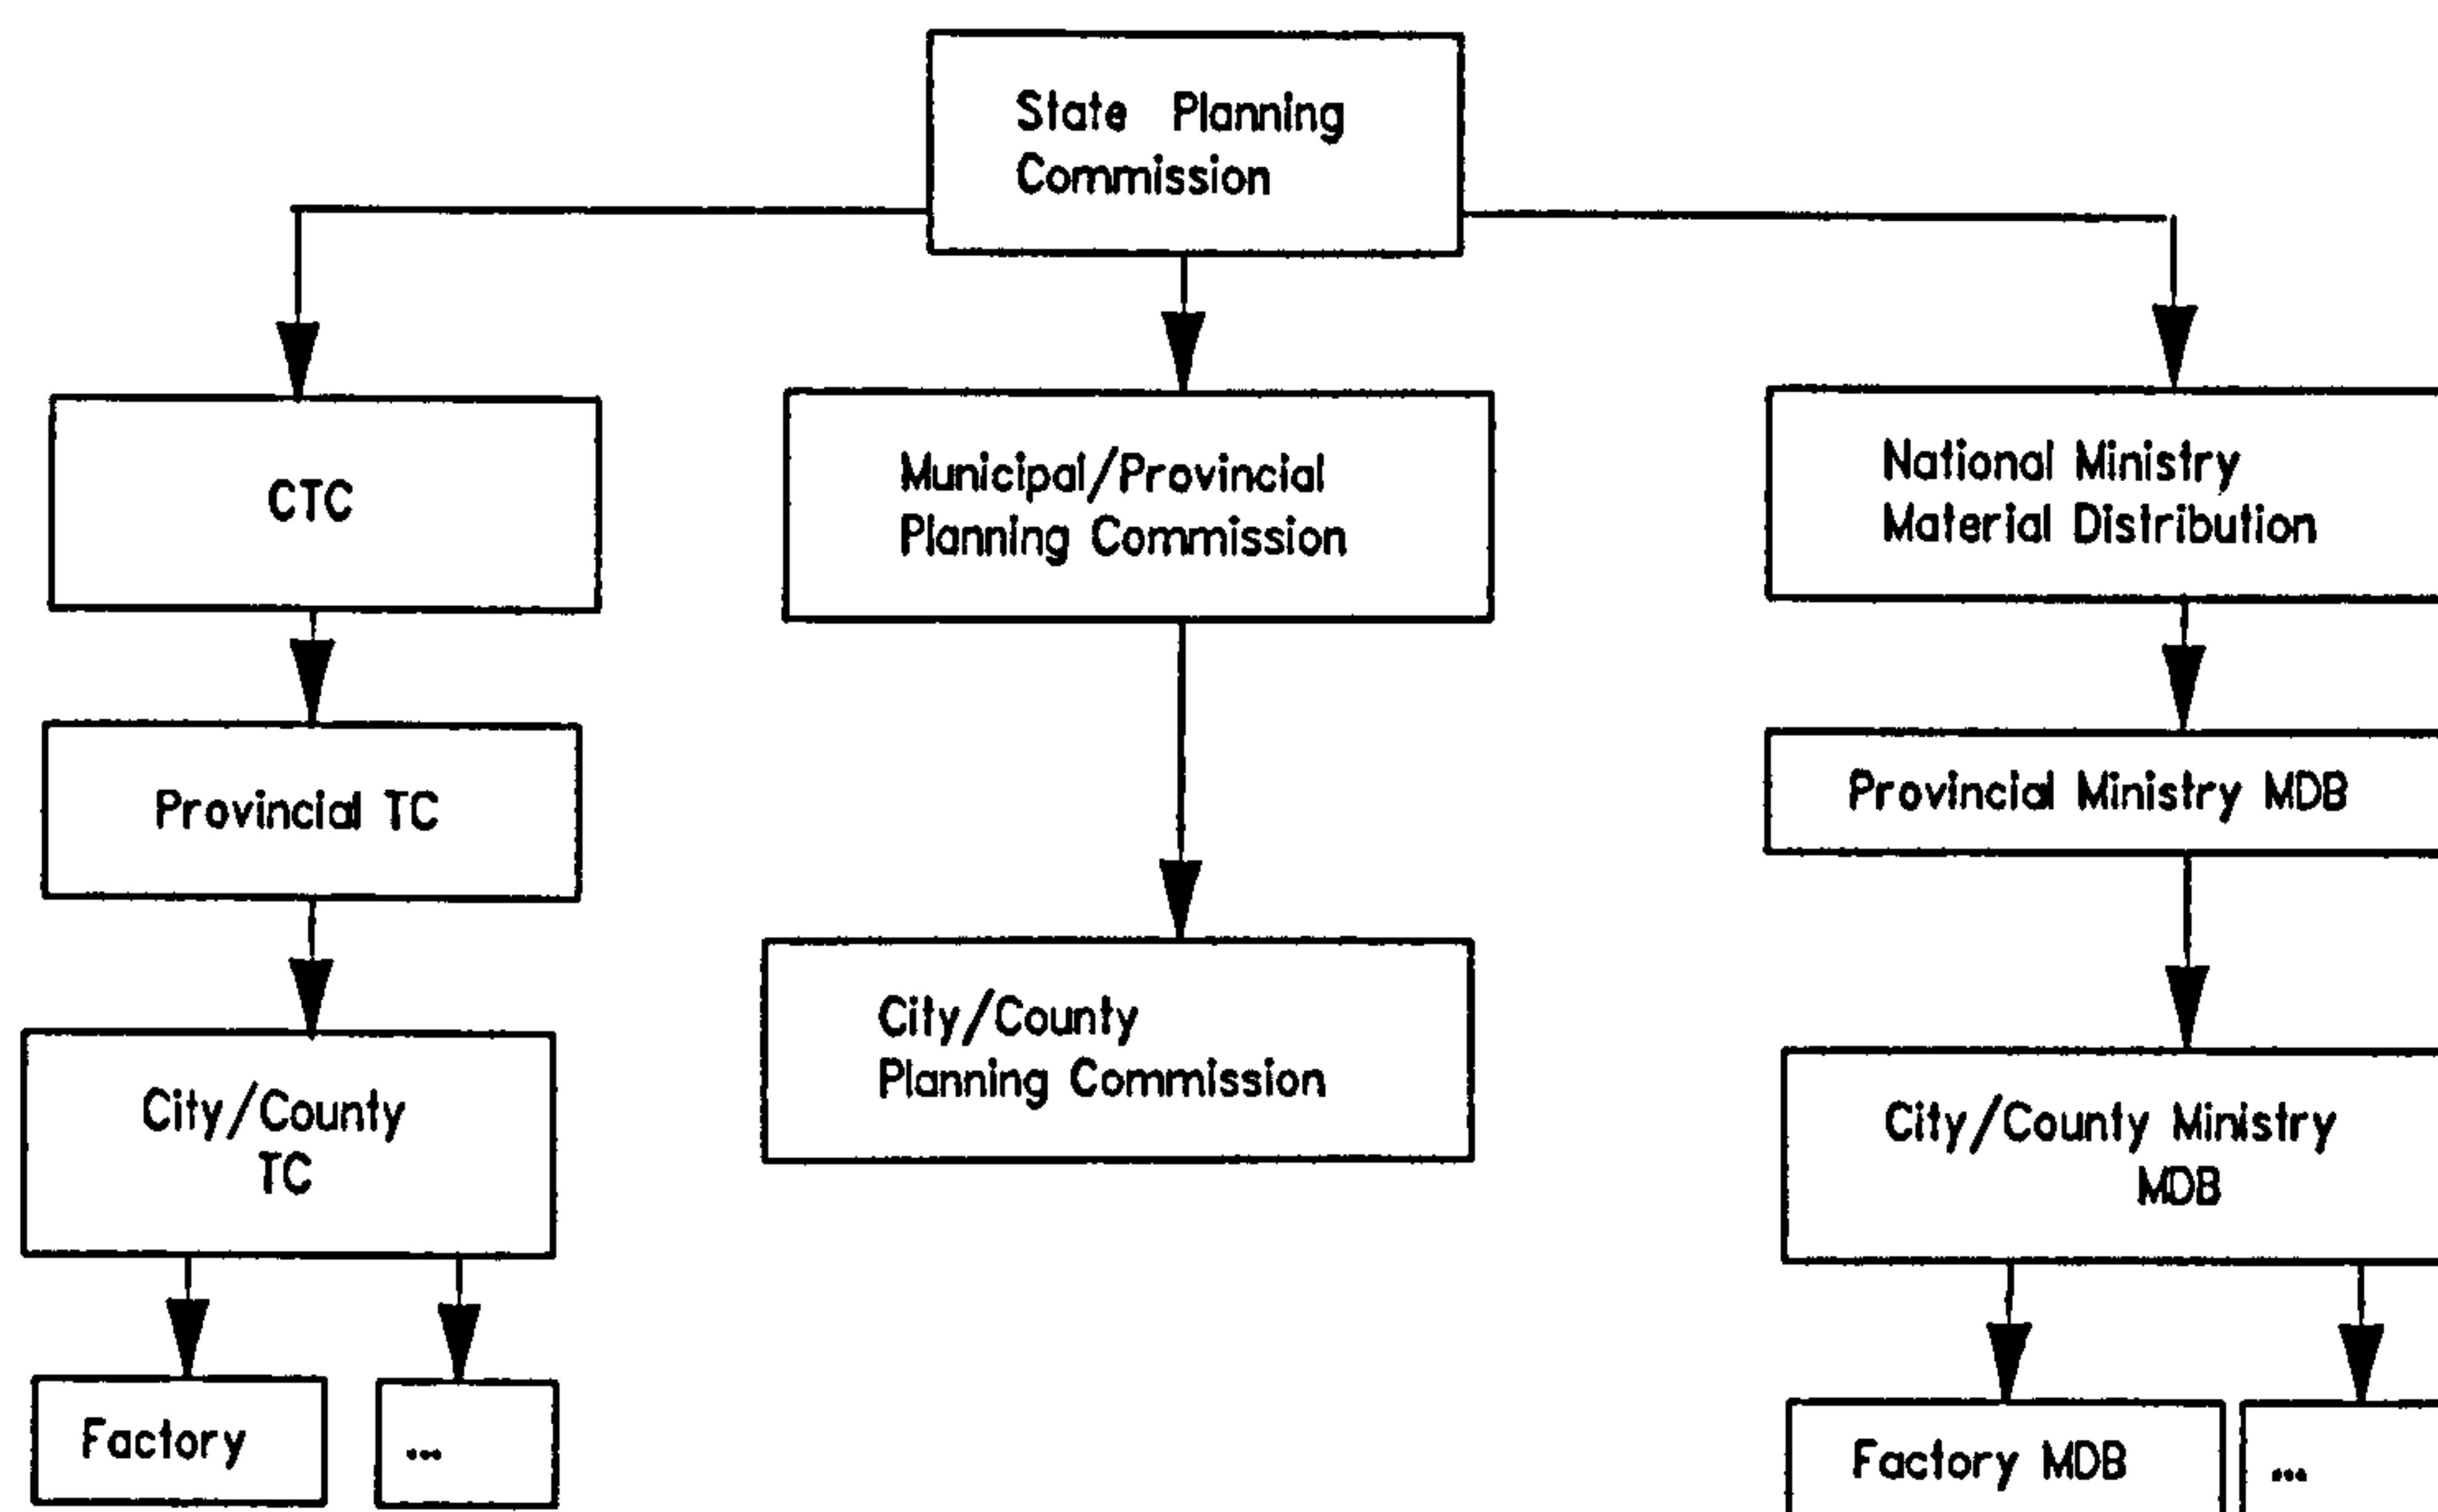 State Planning
Commission
CTC
Municipal/Provincial
Planning Commission
National Ministry
Material Distribution
Provincial TC
Provincial Ministry MDB
City/County
Planning Commission
City/County
TC
City/County Ministry
MDB
Factory
...
Factory MDB
...